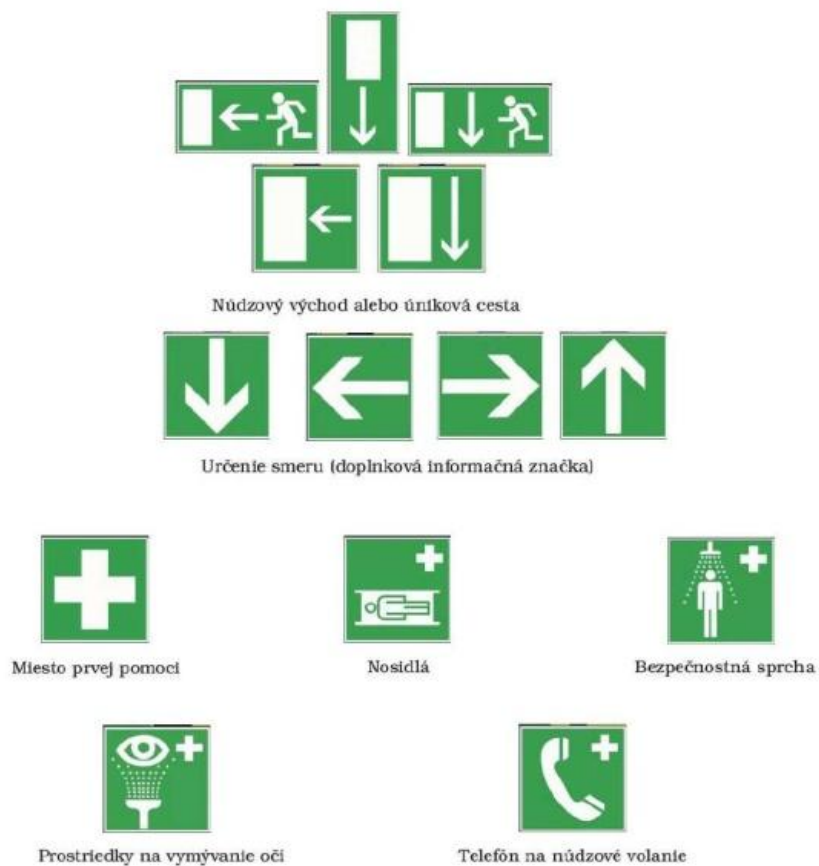 Núdzový východ alebo úniková cesta
Určenie smeru (doplnková informačná značka)
Miesto prvej pomoci
Nosidlá
Bezpečnostná sprcha
Prostriedky na vymývanie očí
Telefón na núdzové volanie